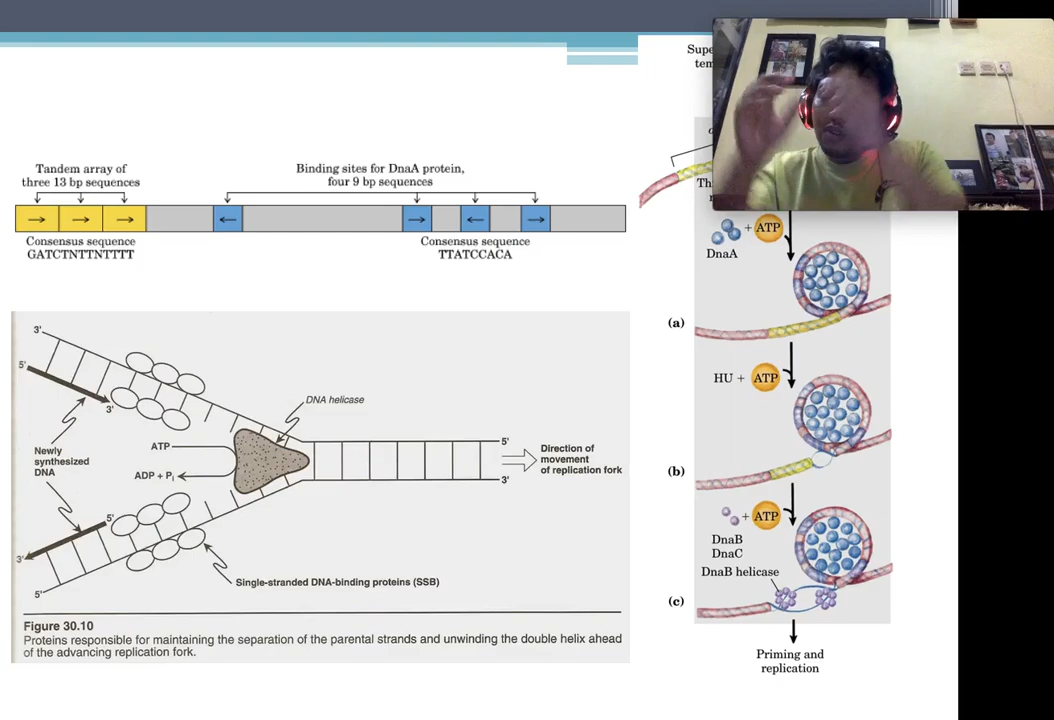 Tandem array of
three 13 bp sequences
Binding sites for DnaA protein,
four 9 bp sequences
Consensus sequence
GATCTNTTNTTTT
Consensus sequence
TTATCCACA
3'
5'
3'
DNA helicase
Newly
synthesized
DNA
ATP
ADP + Pi
5'
3'
Direction of
movement
of replication fork
5'
3'
5'
Single-stranded DNA-binding proteins (SSB)
Figure 30.10
Proteins responsible for maintaining the separation of the parental strands and unwinding the double helix ahead
of the advancing replication fork.
Supe
tem
Th
+ ATP
DnaA
(a)
HU + ATP
(b)
+ ATP
DnaB
DnaC
DnaB helicase
(c)
Priming and
replication